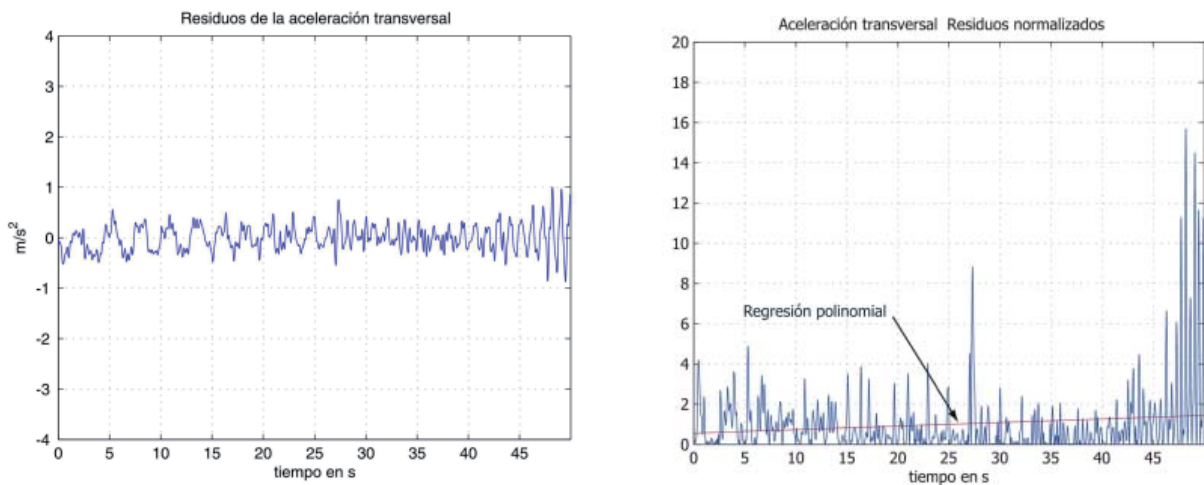 Residuos de la aceleración transversal
4
3
2
1
0
-1
-2
-3
-4
m/s²
0 5 10 15 20 25 30 35 40 45
tiempo en s
Aceleración transversal Residuos normalizados
20
18
16
14
12
10
8
6
4
2
0
Regresión polinomial
0 5 10 15 20 25 30 35 40 45
tiempo en s